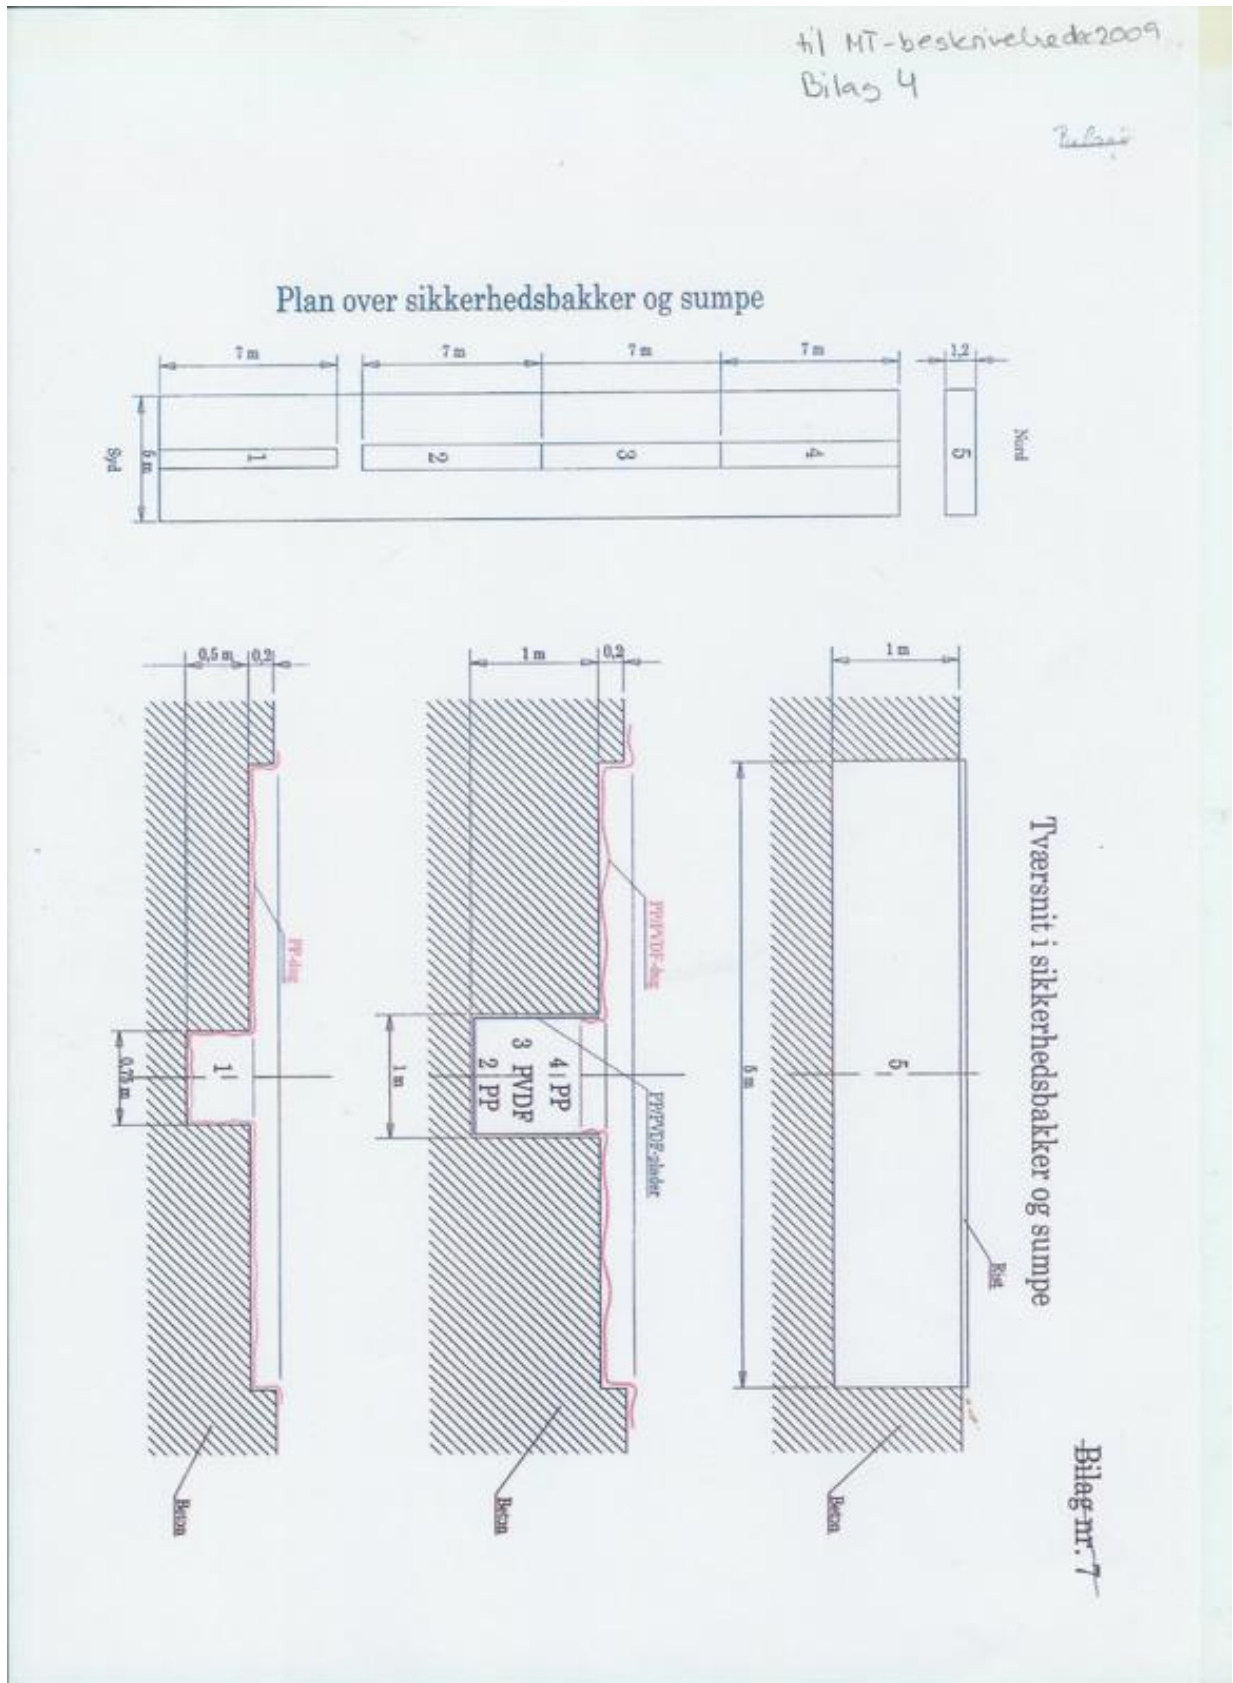 til MT-beskrivelse dec 2009
Bilag 4
Plan over sikkerhedsbakker og sumpe
7 m
7 m
7 m
7 m
1,2
Nord
Syd
5 m
1
2
3
4
5
Tværsnit i sikkerhedsbakker og sumpe
Bilag nr. 7
1 m
5 m
5
Rist
Beton
1 m
0,2
PP/PVDF-dug
PP/PVDF-plader
4 PP
3 PVDF
2 PP
1 m
Beton
0,5 m
0,2
PP-dug
1
0,75 m
Beton